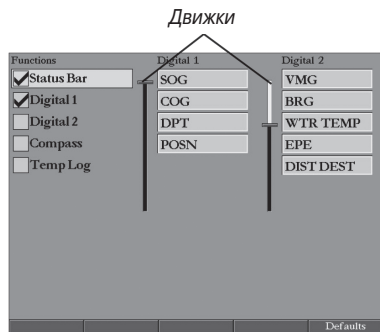 Движки
Functions
Digital 1
Digital 2
Status Bar
SOG
VMG
Digital 1
COG
BRG
Digital 2
DPT
WTR TEMP
Compass
POSN
EPE
Temp Log
DIST DEST
Defaults